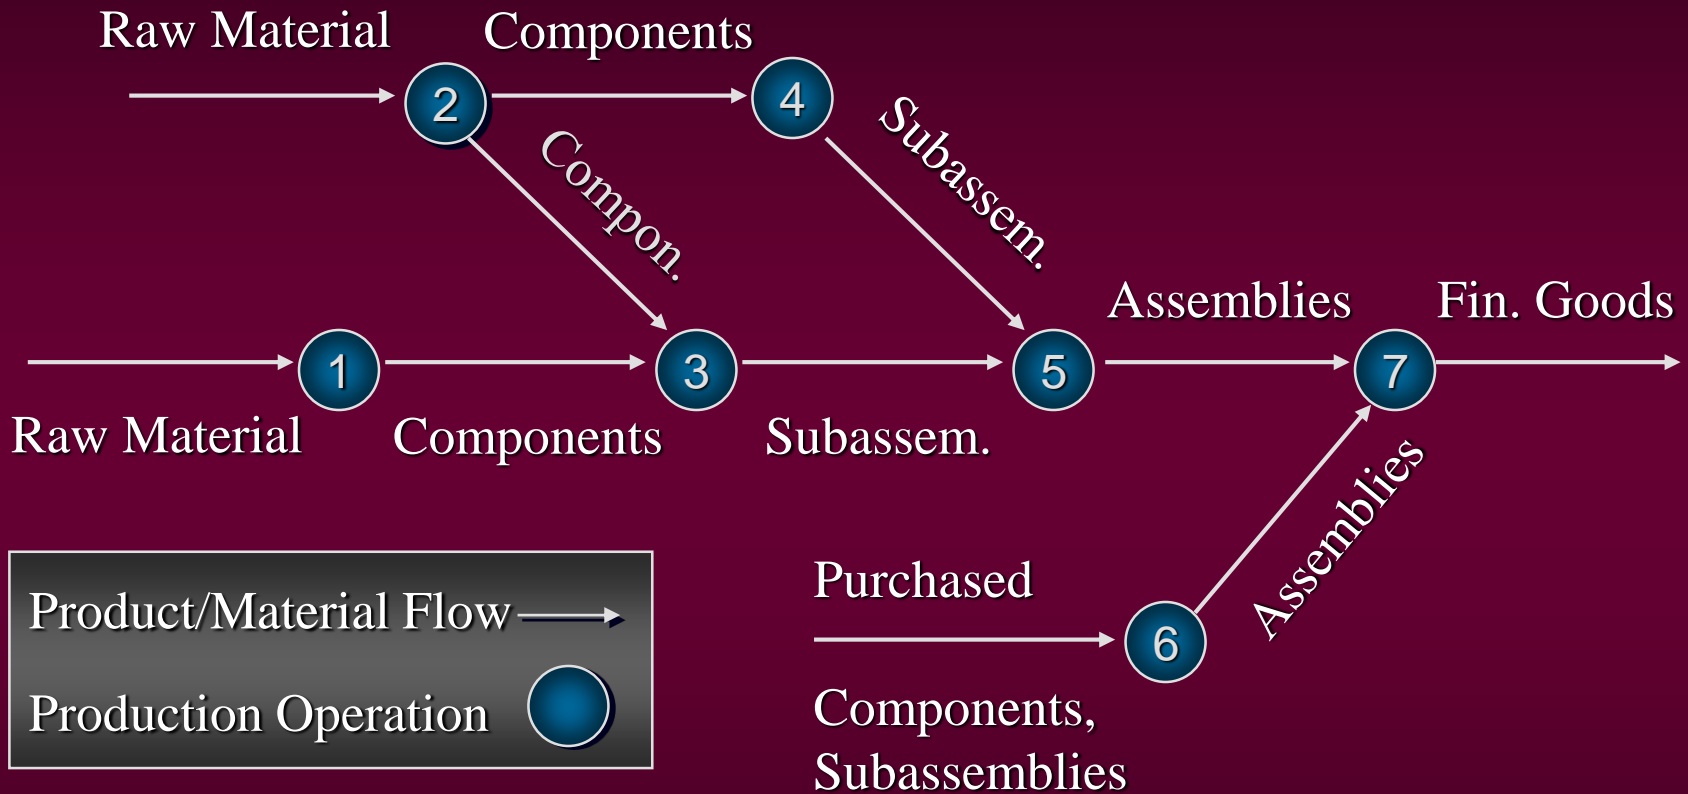 Raw Material
Components
2
4
Compon.
Subassem.
Assemblies
Fin. Goods
1
3
5
7
Raw Material
Components
Subassem.
Assemblies
Purchased
6
Components,
Subassemblies
Product/Material Flow
Production Operation